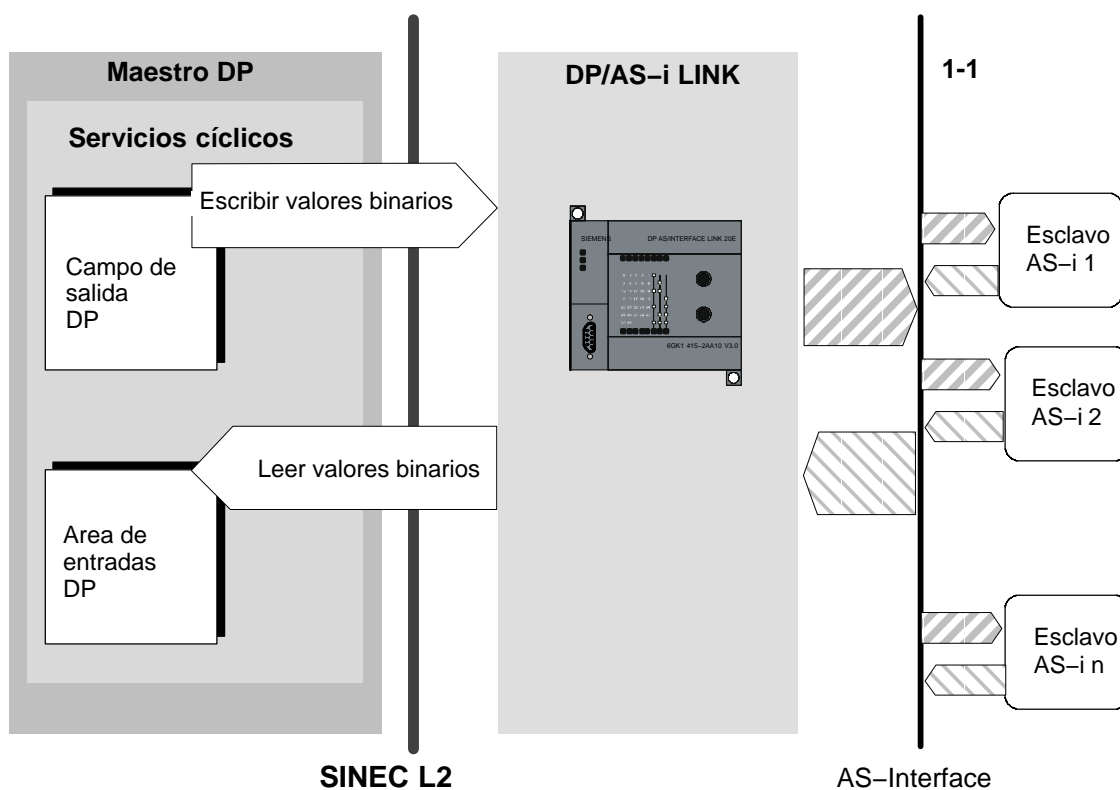 Maestro DP
DP/AS–i LINK
1-1
Servicios cíclicos
Escribir valores binarios
Campo de
salida
DP
SIEMENS
DP AS/INTERFACE LINK 20E
6GK1 415–2AA10 V3.0
Esclavo
AS–i 1
Esclavo
AS–i 2
Leer valores binarios
Area de
entradas
DP
Esclavo
AS–i n
SINEC L2
AS–Interface